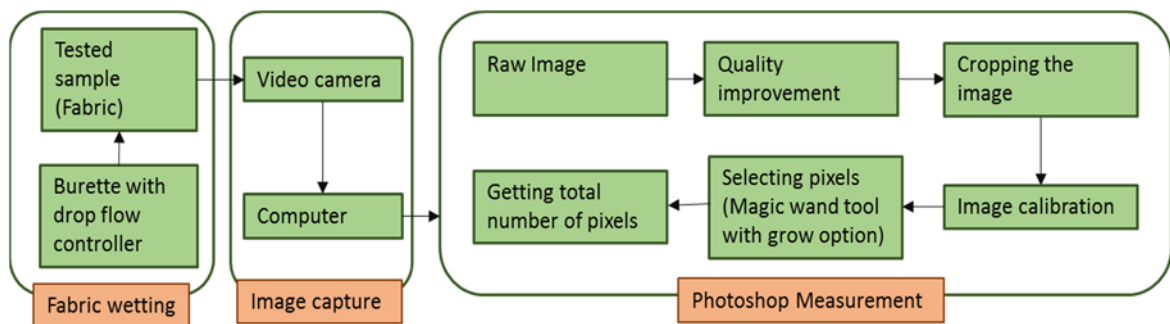 Tested
sample
(Fabric)
Burette with
drop flow
controller
Fabric wetting
Video camera
Computer
Image capture
Raw Image
Quality
improvement
Cropping the
image
Image calibration
Selecting pixels
(Magic wand tool
with grow option)
Getting total
number of pixels
Photoshop Measurement